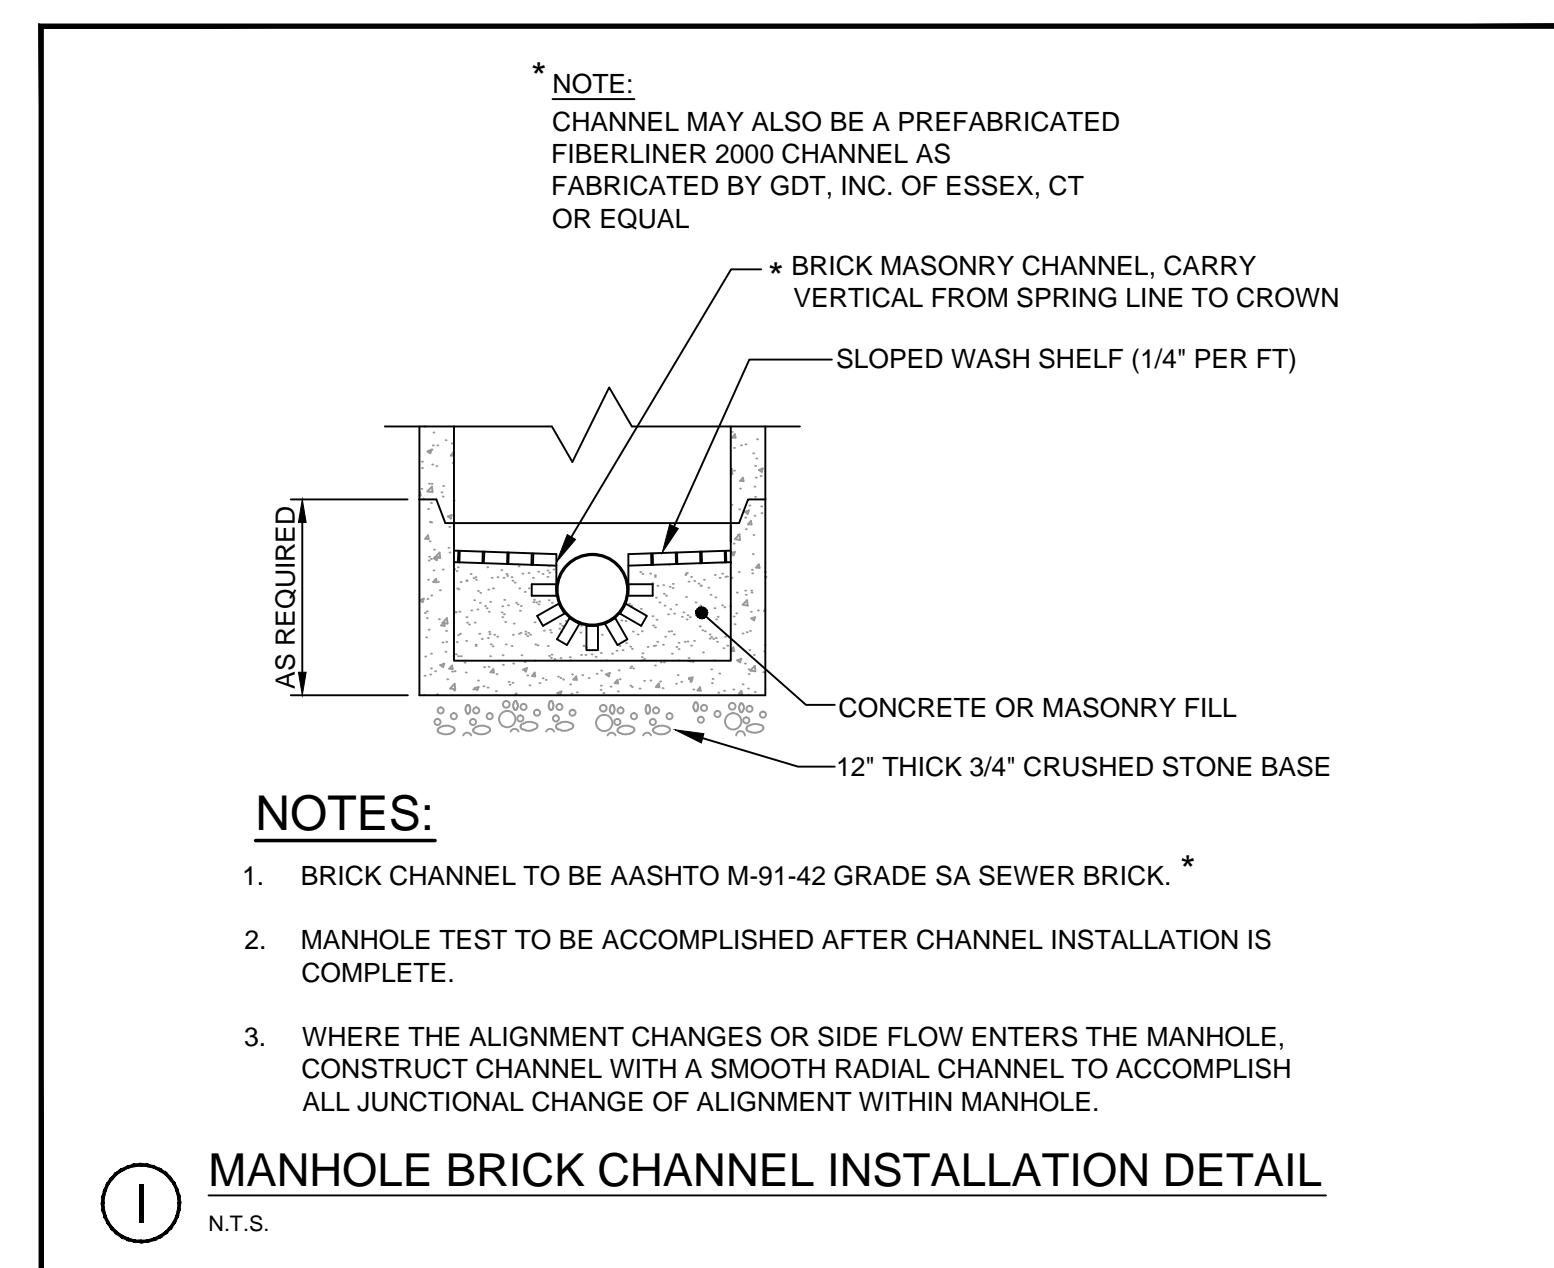 * NOTE:
CHANNEL MAY ALSO BE A PREFABRICATED
FIBERLINER 2000 CHANNEL AS
FABRICATED BY GDT, INC. OF ESSEX, CT
OR EQUAL
* BRICK MASONRY CHANNEL, CARRY
VERTICAL FROM SPRING LINE TO CROWN
SLOPED WASH SHELF (1/4" PER FT)
AS REQUIRED
CONCRETE OR MASONRY FILL
12" THICK 3/4" CRUSHED STONE BASE
NOTES:
1. BRICK CHANNEL TO BE AASHTO M-91-42 GRADE SA SEWER BRICK. *
2. MANHOLE TEST TO BE ACCOMPLISHED AFTER CHANNEL INSTALLATION IS
COMPLETE.
3. WHERE THE ALIGNMENT CHANGES OR SIDE FLOW ENTERS THE MANHOLE,
CONSTRUCT CHANNEL WITH A SMOOTH RADIAL CHANNEL TO ACCOMPLISH
ALL JUNCTIONAL CHANGE OF ALIGNMENT WITHIN MANHOLE.
I MANHOLE BRICK CHANNEL INSTALLATION DETAIL
N.T.S.